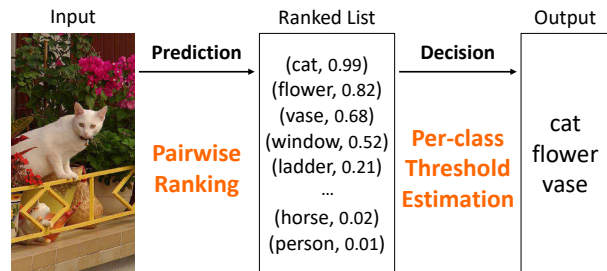 Input
Prediction
Pairwise
Ranking
Ranked List
(cat, 0.99)
(flower, 0.82)
(vase, 0.68)
(window, 0.52)
(ladder, 0.21)
...
(horse, 0.02)
(person, 0.01)
Decision
Per-class
Threshold
Estimation
Output
cat
flower
vase